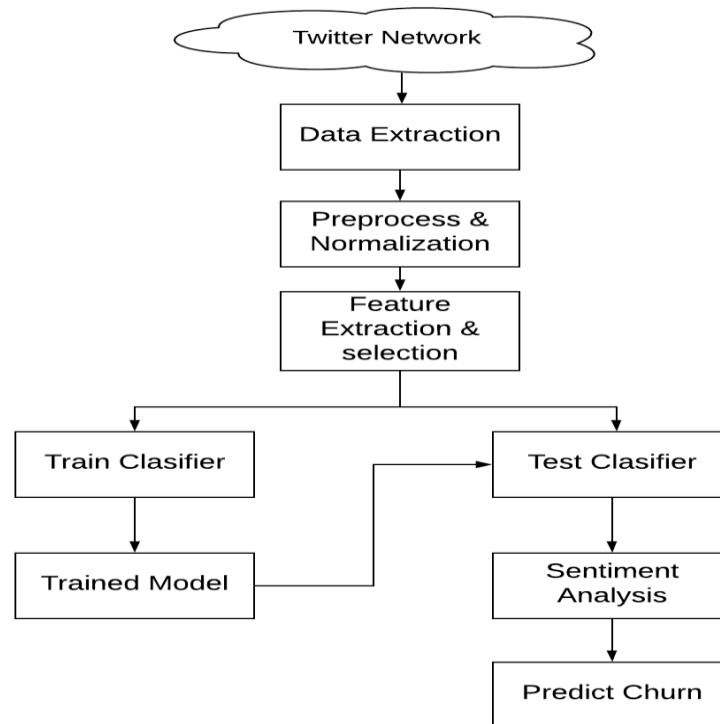 Twitter Network
Data Extraction
Preprocess &
Normalization
Feature
Extraction &
selection
Train Clasifier
Test Clasifier
Trained Model
Sentiment
Analysis
Predict Churn